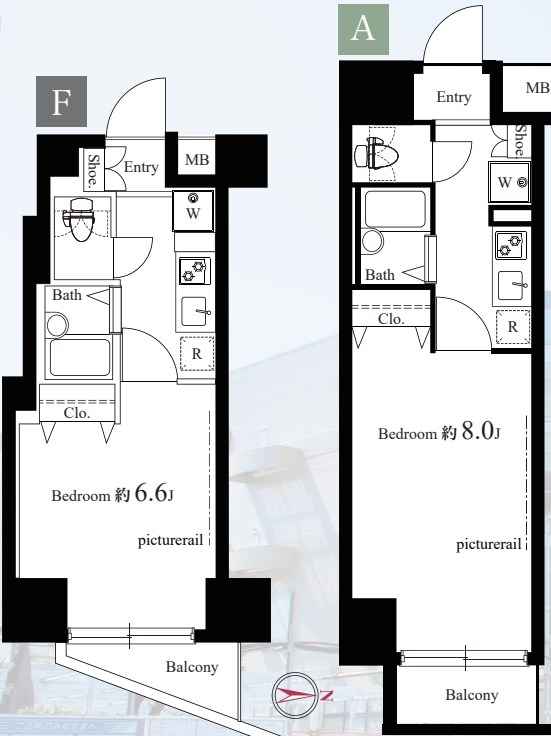 F
Entry
MB
Shoe.
W
Bath
R
Clo.
Bedroom 約 6.6J
picturerail
Balcony
N
A
Entry
MB
Shoe.
W
Bath
Clo.
R
Bedroom 約 8.0J
picturerail
Balcony